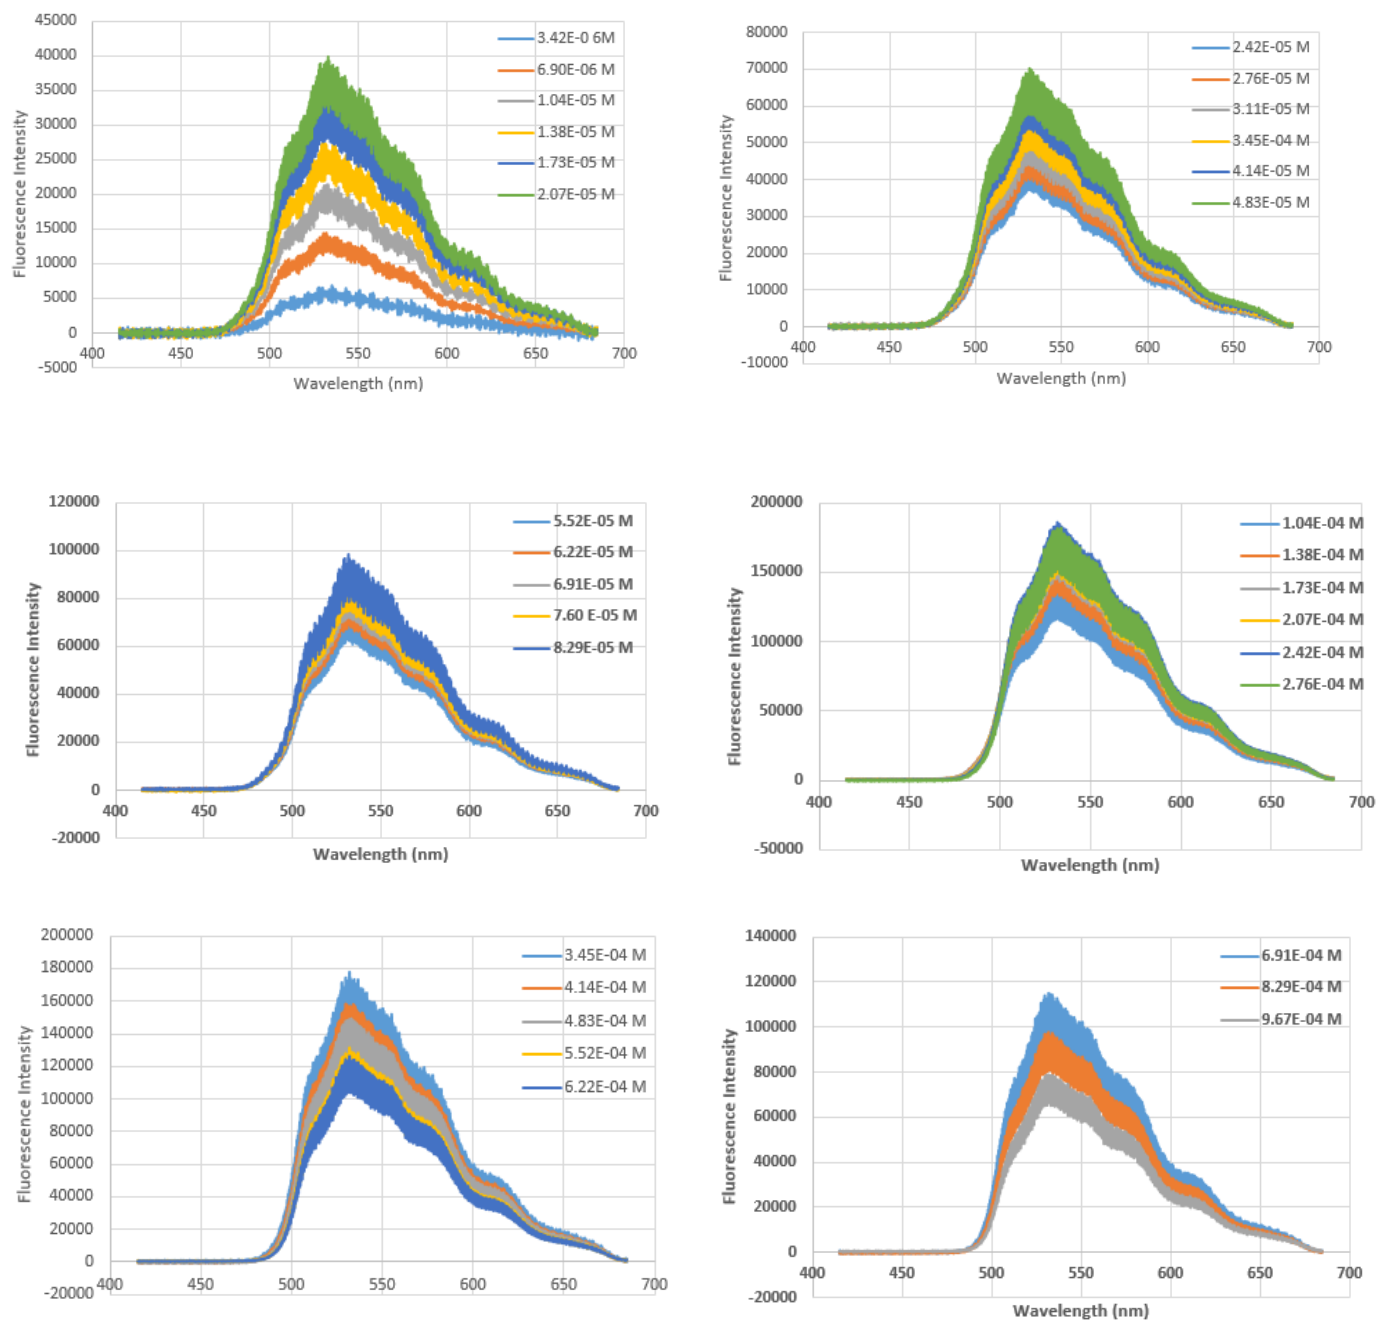 45000
40000
35000
30000
25000
20000
15000
10000
5000
0
-5000
400
450
500
550
600
650
700
Fluorescence Intensity
Wavelength (nm)
3.42E-0 6M
6.90E-06 M
1.04E-05 M
1.38E-05 M
1.73E-05 M
2.07E-05 M
80000
70000
60000
50000
40000
30000
20000
10000
0
-10000
400
450
500
550
600
650
700
Fluorescence Intensity
Wavelength (nm)
2.42E-05 M
2.76E-05 M
3.11E-05 M
3.45E-04 M
4.14E-05 M
4.83E-05 M
120000
100000
80000
60000
40000
20000
0
-20000
400
450
500
550
600
650
Fluorescence Intensity
Wavelength (nm)
5.52E-05 M
6.22E-05 M
6.91E-05 M
7.60 E-05 M
8.29E-05 M
200000
150000
100000
50000
0
-50000
400
450
500
550
600
650
700
Fluorescence Intensity
Wavelength (nm)
1.04E-04 M
1.38E-04 M
1.73E-04 M
2.07E-04 M
2.42E-04 M
2.76E-04 M
200000
180000
160000
140000
120000
100000
80000
60000
40000
20000
0
-20000
400
450
500
550
600
650
700
Fluorescence Intensity
Wavelength (nm)
3.45E-04 M
4.14E-04 M
4.83E-04 M
5.52E-04 M
6.22E-04 M
140000
120000
100000
80000
60000
40000
20000
0
-20000
400
450
500
550
600
650
700
Fluorescence Intensity
Wavelength (nm)
6.91E-04 M
8.29E-04 M
9.67E-04 M